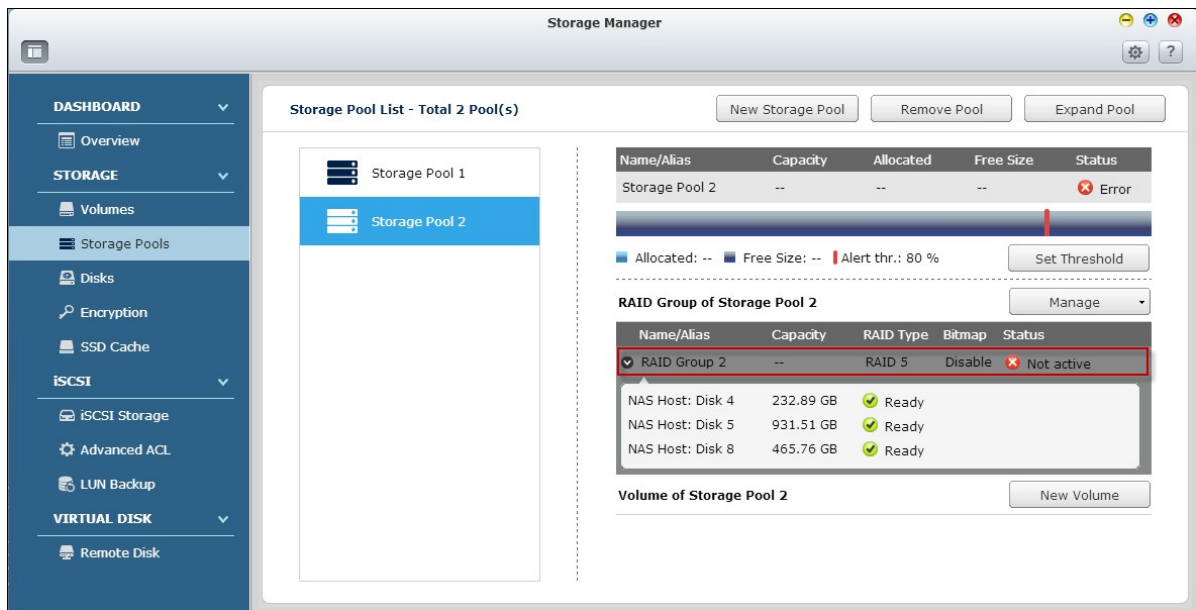 Storage Manager
?
DASHBOARD
Overview
STORAGE
Volumes
Storage Pools
Disks
Encryption
SSD Cache
iSCSI
iSCSI Storage
Advanced ACL
LUN Backup
VIRTUAL DISK
Remote Disk
Storage Pool List - Total 2 Pool(s)
New Storage Pool Remove Pool Expand Pool
Storage Pool 1
Storage Pool 2
Name/Alias Capacity Allocated Free Size Status
Storage Pool 2 -- -- -- Error
Allocated: -- Free Size: -- Alert thr.: 80 %
Set Threshold
RAID Group of Storage Pool 2
Manage
Name/Alias Capacity RAID Type Bitmap Status
RAID Group 2 -- RAID 5 Disable Not active
NAS Host: Disk 4 232.89 GB Ready
NAS Host: Disk 5 931.51 GB Ready
NAS Host: Disk 8 465.76 GB Ready
Volume of Storage Pool 2
New Volume